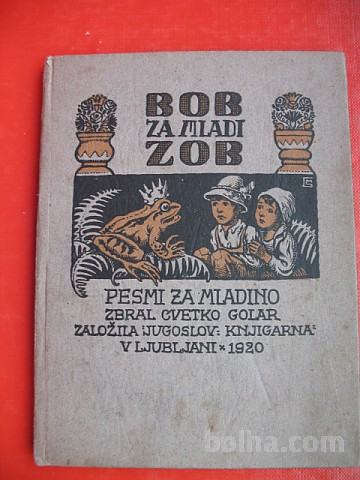 BOB
ZA MLADI
ZOB
PESMI ZA MLADINO
ZBRAL CVETKO GOLAR
ZALOŽILA "JUGOSLOV: KNJIGARNA"
V LJUBLJANI * 1920
bolha.com